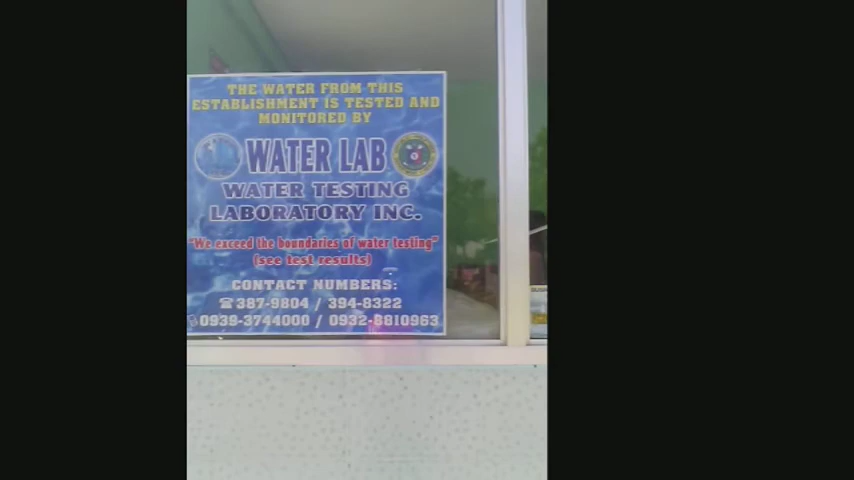 THE WATER FROM THIS
ESTABLISHMENT IS TESTED AND
MONITORED BY
WATER LAB
WATER TESTING
LABORATORY INC.
"We exceed the boundaries of water testing"
(see test results)
CONTACT NUMBERS:
☎387-9804 / 394-8322
0939-3744000 / 0932-8810963